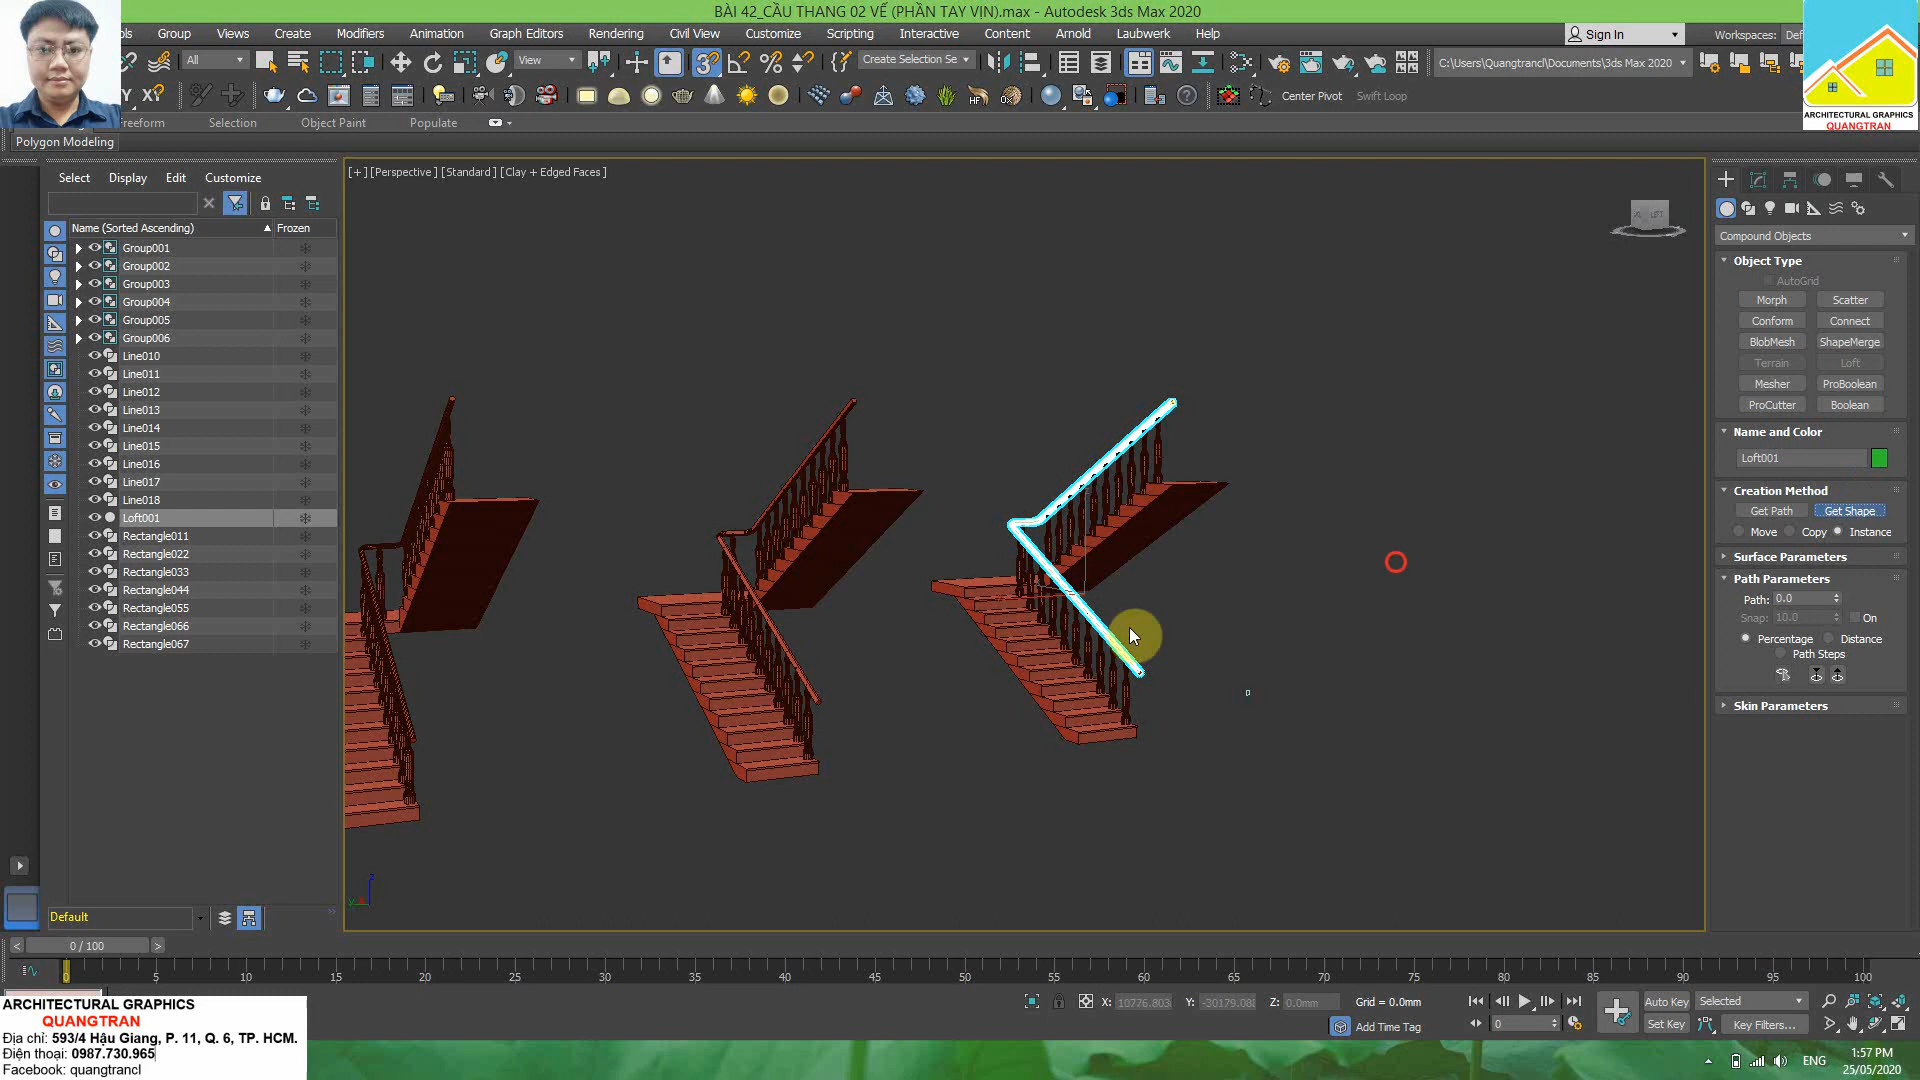 BÀI 42_CẦU THANG 02 VẾ (PHẦN TAY VỊN).max - Autodesk 3ds Max 2020
Group Views Create Modifiers Animation Graph Editors Rendering Civil View Customize Scripting Interactive Content Arnold Laubwerk Help
Sign In
Workspaces:
All
View
Create Selection Se
C:\Users\Quangtrancl\Documents\3ds Max 2020
HF
Center Pivot
Swift Loop
ARCHITECTURAL GRAPHICS
QUANGTRAN
Selection
Object Paint
Populate
Polygon Modeling
Select Display Edit Customize
[+] [Perspective ] [Standard ] [Clay + Edged Faces ]
LEFT
Name (Sorted Ascending)
Frozen
Group001
Group002
Group003
Group004
Group005
Group006
Line010
Line011
Line012
Line013
Line014
Line015
Line016
Line017
Line018
Loft001
Rectangle011
Rectangle022
Rectangle033
Rectangle044
Rectangle055
Rectangle066
Rectangle067
Compound Objects
Object Type
AutoGrid
Morph Scatter
Conform Connect
BlobMesh ShapeMerge
Terrain Loft
Mesher ProBoolean
ProCutter Boolean
Name and Color
Loft001
Creation Method
Get Path Get Shape
Move Copy Instance
Surface Parameters
Path Parameters
Path: 0.0
Snap: 10.0 On
Percentage Distance
Path Steps
Skin Parameters
Default
< 0 / 100 >
0 5 10 15 20 25 30 35 40 45 50 55 60 65 70 75 80 85 90 95 100
X: 10776.803 Y: -30179.08 Z: 0.0mm Grid = 0.0mm
Add Time Tag
Auto Key Selected
0
Set Key Key Filters...
ARCHITECTURAL GRAPHICS
QUANGTRAN
Địa chỉ: 593/4 Hậu Giang, P. 11, Q. 6, TP. HCM.
Điện thoại: 0987.730.965
Facebook: quangtrancl
ENG
1:57 PM
25/05/2020